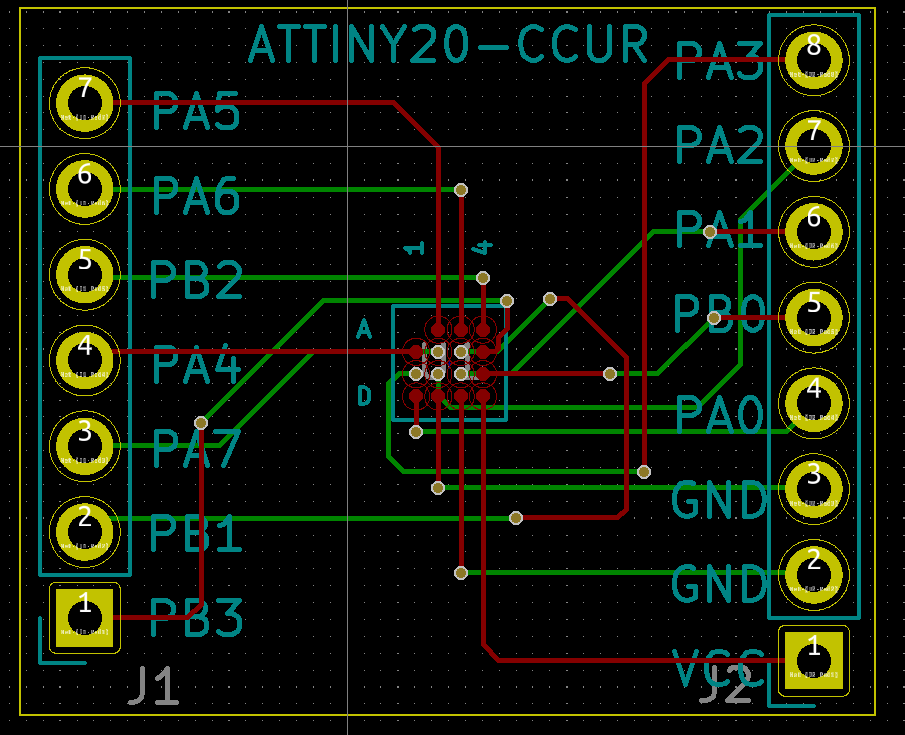 ATTINY20-CCUR
7 PA5
6 PA6
5 PB2
4 PA4
3 PA7
2 PB1
1 PB3
J1
1 4
A
D
PA3 8
PA2 7
PA1 6
PB0 5
PA0 4
GND 3
GND 2
VCC 1
J2